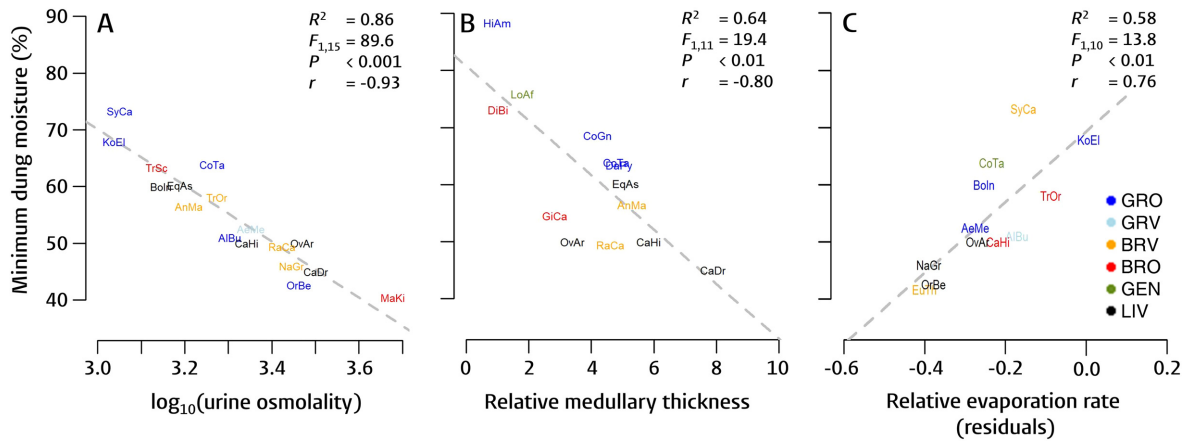 A
R² = 0.86
F1,15 = 89.6
P < 0.001
r = -0.93
Minimum dung moisture (%)
90
80
70
60
50
40
SyCa
KoEl
CoTa
TrSc
BoIn
EqAs
TrOr
AnMa
AeMe
AlBu
CaHi
OvAr
RaCa
NaGr
CaDr
OrBe
MaKi
3.0
3.2
3.4
3.6
log10(urine osmolality)
B
R² = 0.64
F1,11 = 19.4
P < 0.01
r = -0.80
HiAm
LoAf
DiBi
CoGn
CoTa
EqAs
AnMa
GiCa
OvAr
RaCa
CaHi
CaDr
0 2 4 6 8 10
Relative medullary thickness
C
R² = 0.58
F1,10 = 13.8
P < 0.01
r = 0.76
SyCa
KoEl
CoTa
BoIn
TrOr
AeMe
AlBu
OvAr
CaHi
NaGr
OrBe
GRO
GRV
BRV
BRO
GEN
LIV
-0.6 -0.4 -0.2 0.0 0.2
Relative evaporation rate
(residuals)